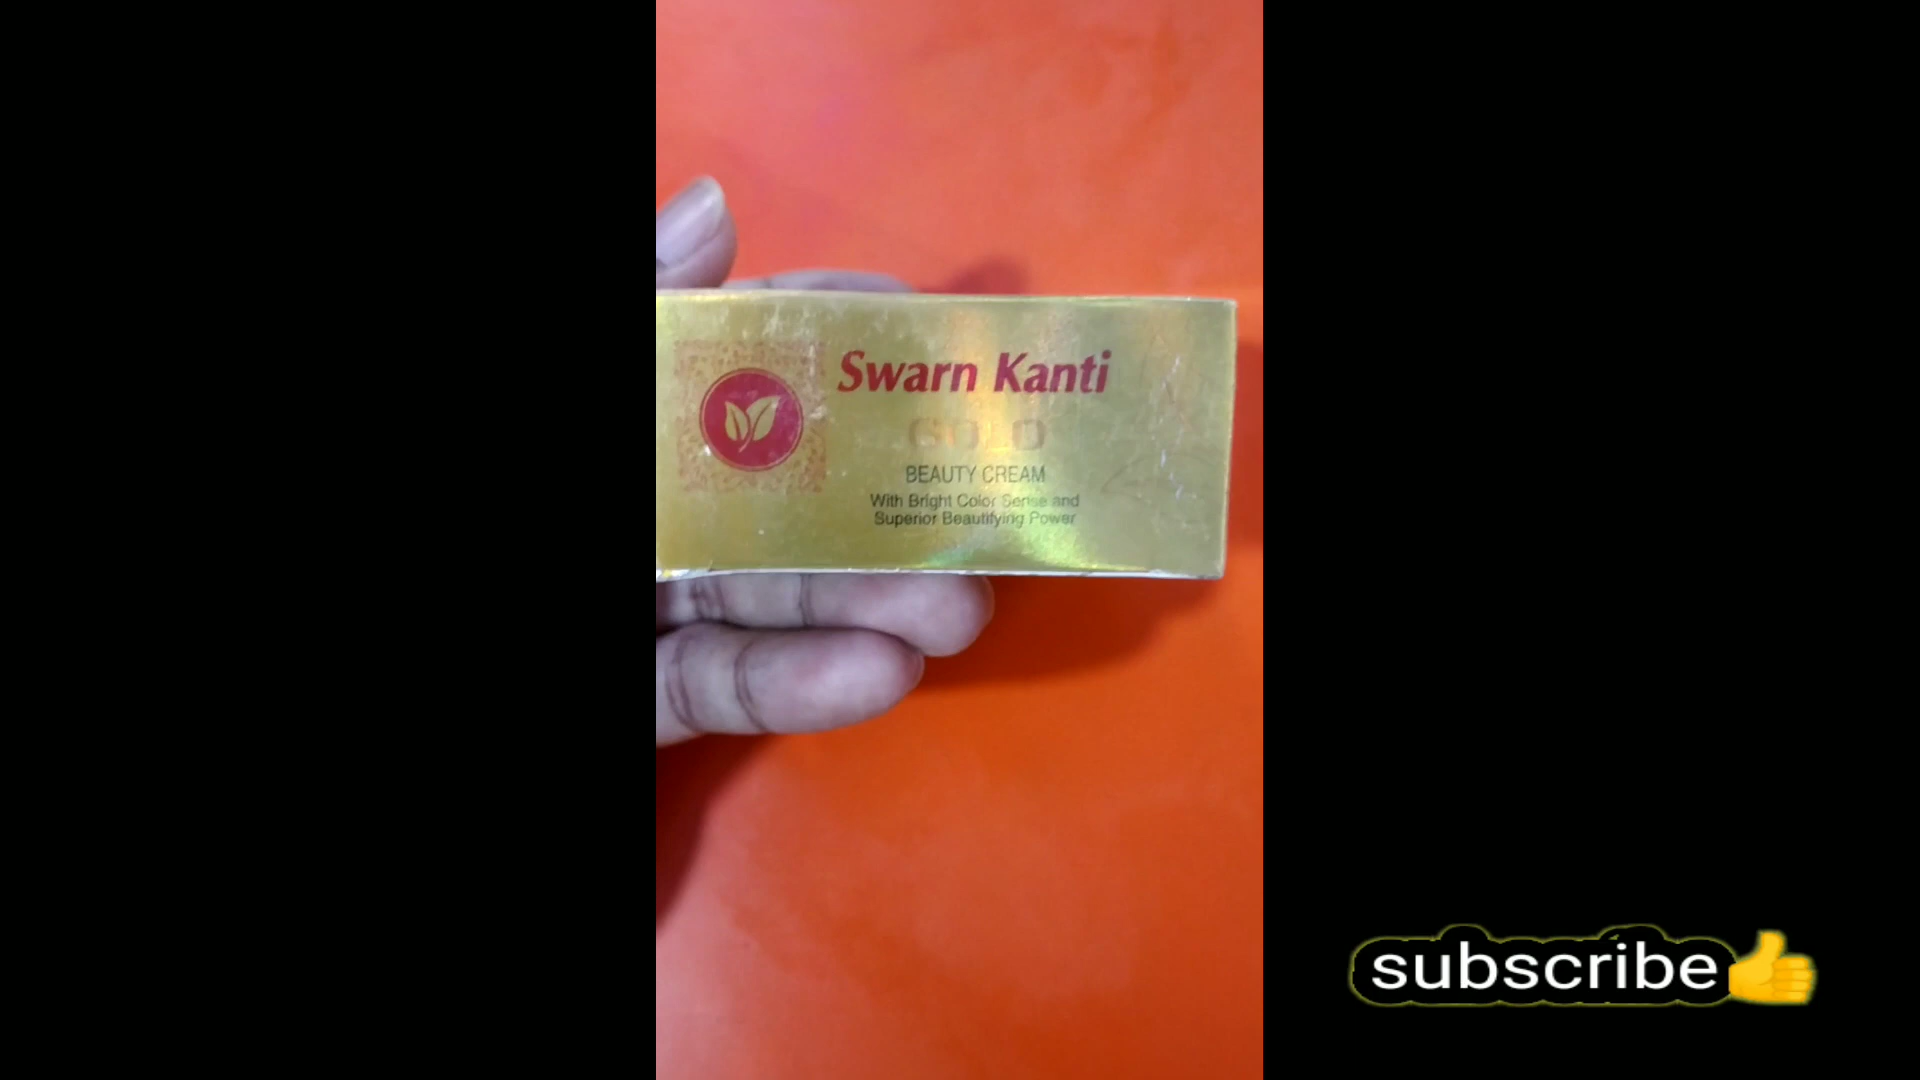 Swarn Kanti
GOLD
BEAUTY CREAM
With Bright Color Sense and
Superior Beautifying Power
subscribe